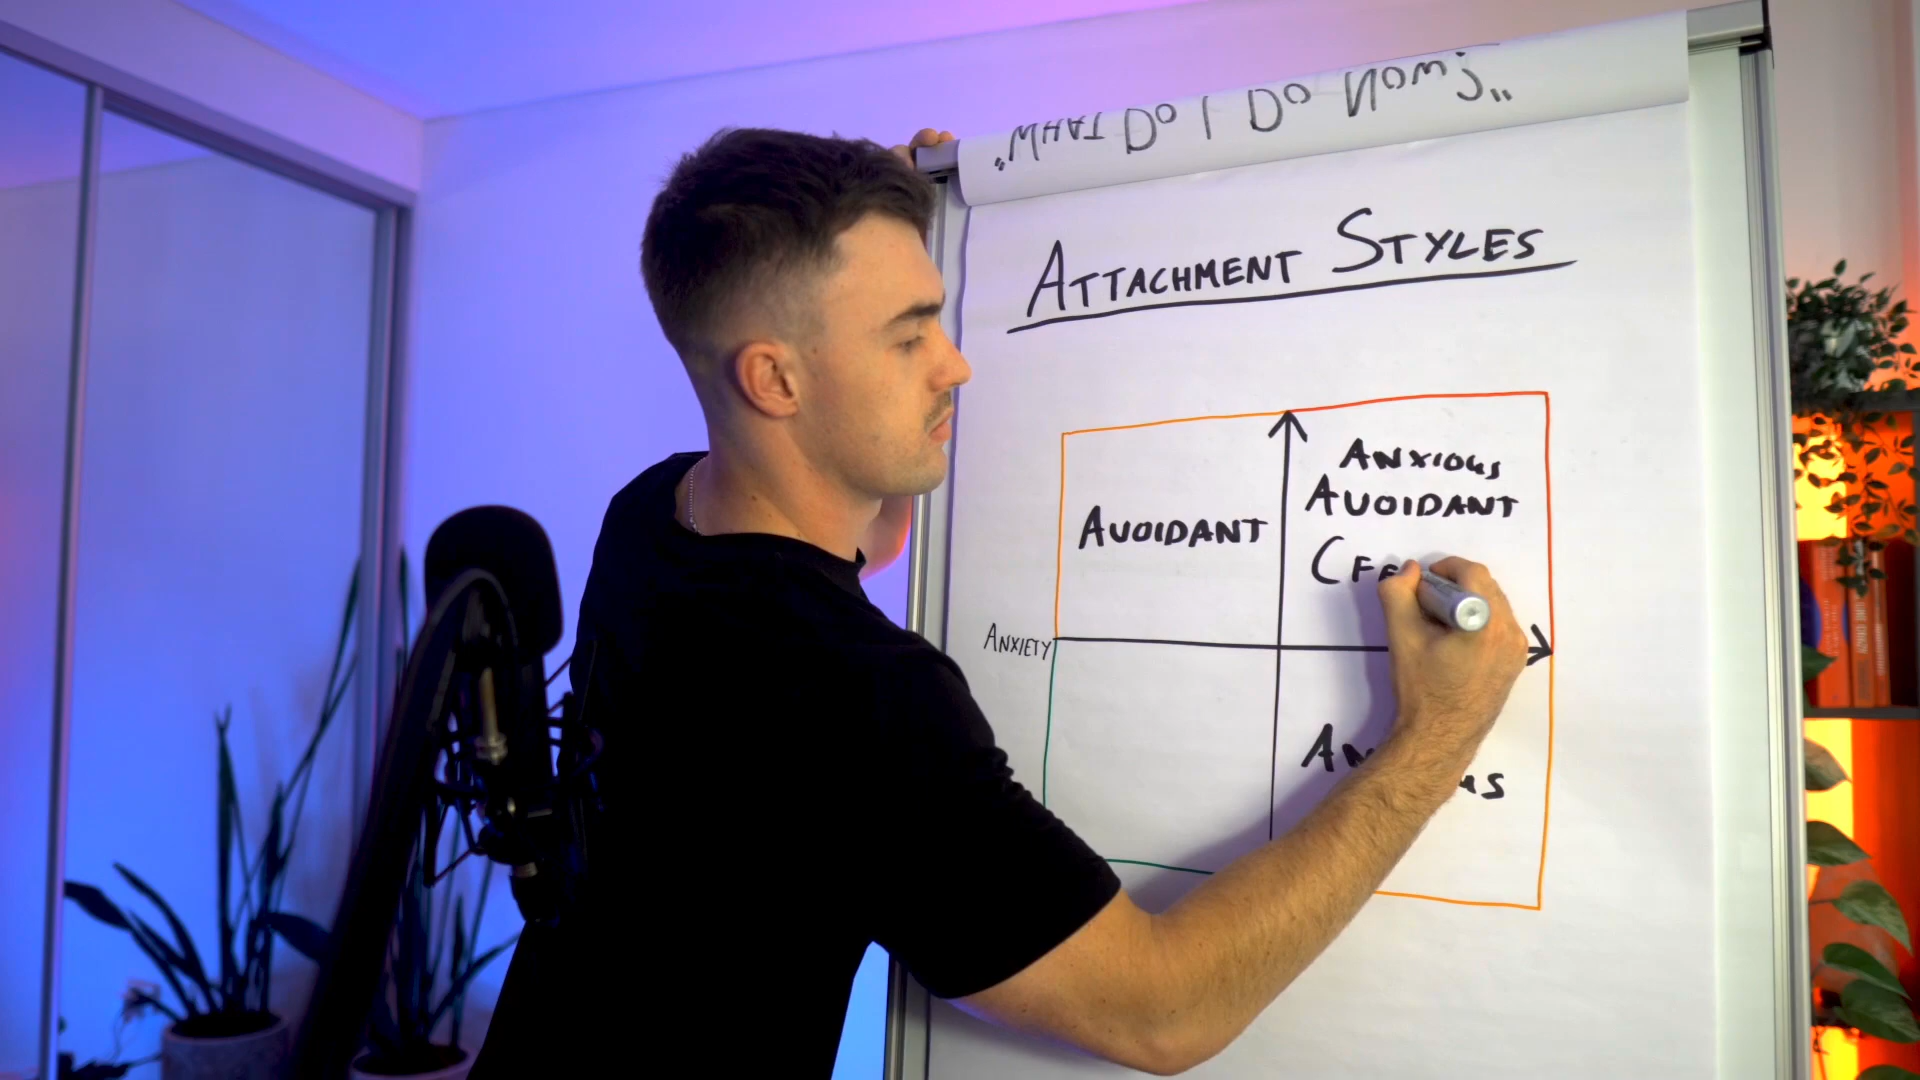 "WHAT DO I DO NOW?"
ATTACHMENT STYLES
ANXIOUS
AVOIDANT
AVOIDANT
ANXIETY